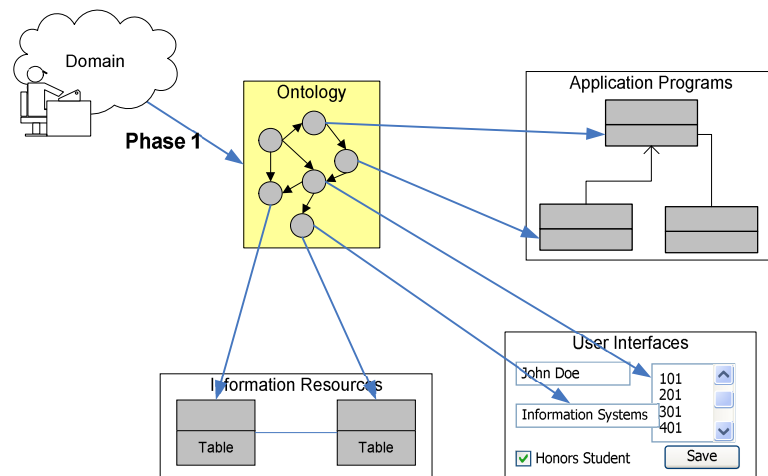 Domain
Phase 1
Ontology
Application Programs
Information Resources
Table
Table
User Interfaces
John Doe
Information Systems
101
201
301
401
Honors Student
Save